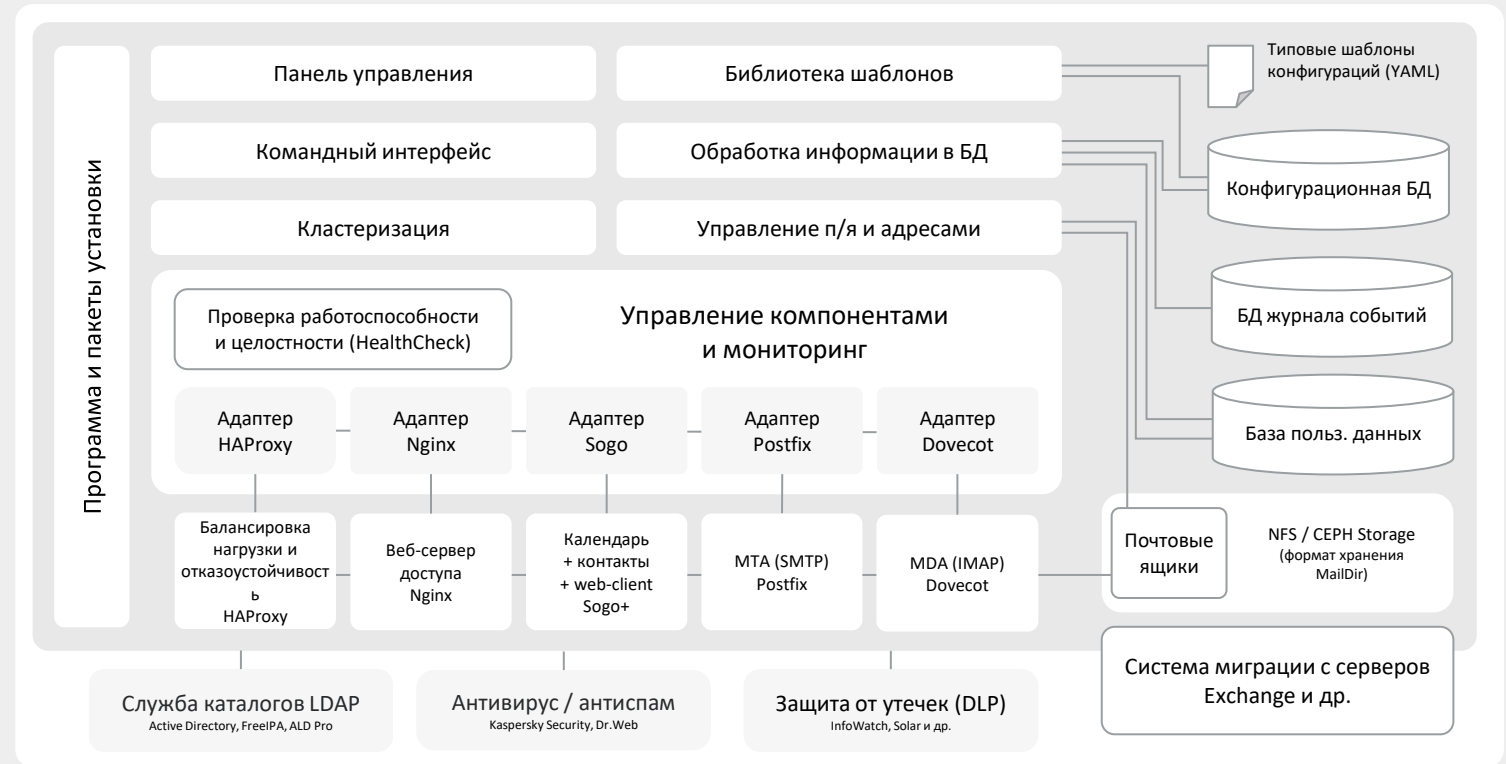 Программа и пакеты установки
Панель управления
Библиотека шаблонов
Типовые шаблоны
конфигураций (YAML)
Командный интерфейс
Обработка информации в БД
Конфигурационная БД
Кластеризация
Управление п/я и адресами
Проверка работоспособности
и целостности (HealthCheck)
Управление компонентами
и мониторинг
БД журнала событий
Адаптер
HAProxy
Адаптер
Nginx
Адаптер
Sogo
Адаптер
Postfix
Адаптер
Dovecot
База польз. данных
Балансировка
нагрузки и
отказоустойчивост
ь
HAProxy
Веб-сервер
доступа
Nginx
Календарь
+ контакты
+ web-client
Sogo+
MTA (SMTP)
Postfix
MDA (IMAP)
Dovecot
Почтовые
ящики
NFS / CEPH Storage
(формат хранения
MailDir)
Служба каталогов LDAP
Active Directory, FreeIPA, ALD Pro
Антивирус / антиспам
Kaspersky Security, Dr.Web
Защита от утечек (DLP)
InfoWatch, Solar и др.
Система миграции с серверов
Exchange и др.